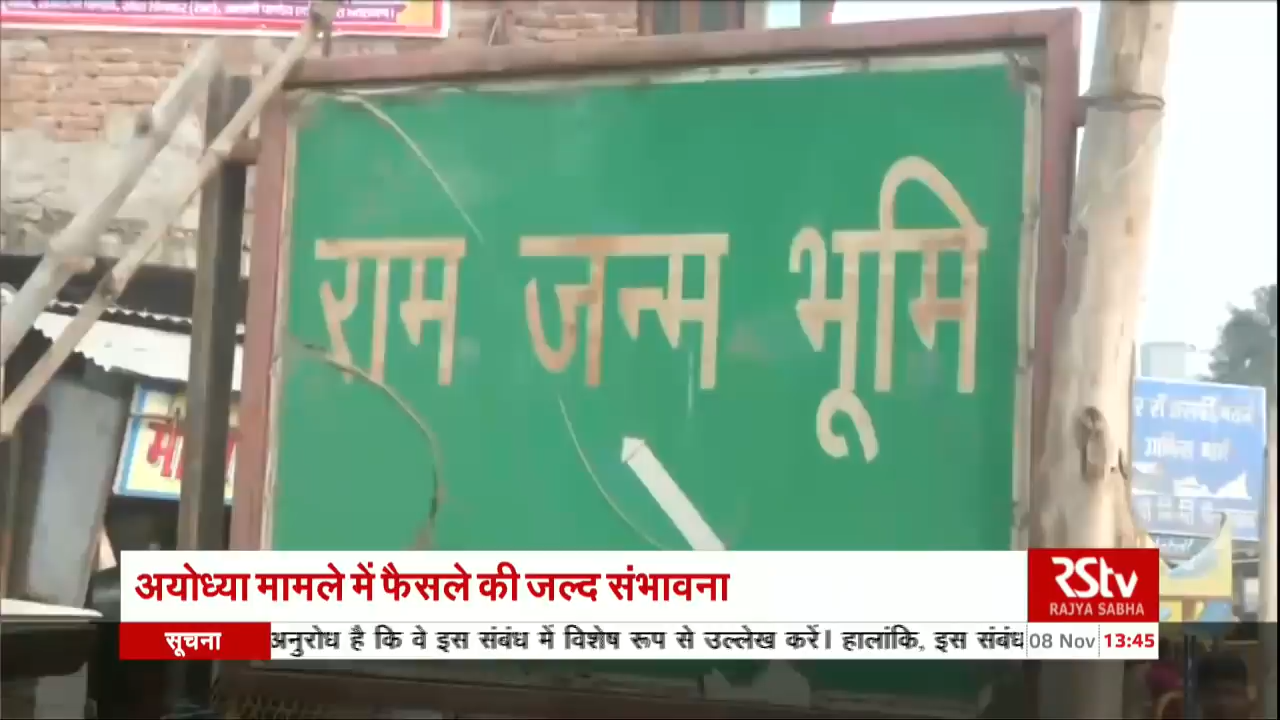 राम जन्म भूमि
अयोध्या मामले में फैसले की जल्द संभावना
RStv
RAJYA SABHA
सूचना
अनुरोध है कि वे इस संबंध में विशेष रूप से उल्लेख करें। हालांकि, इस संबंध
08 Nov
13:45